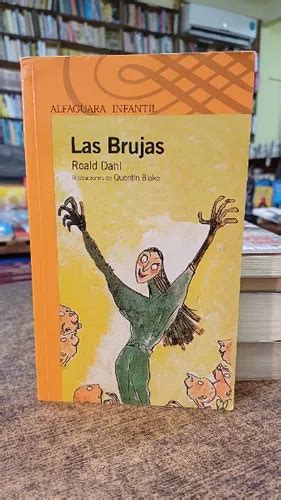 ALFAGUARA INFANTIL
Las Brujas
Roald Dahl
Ilustraciones de Quentin Blake